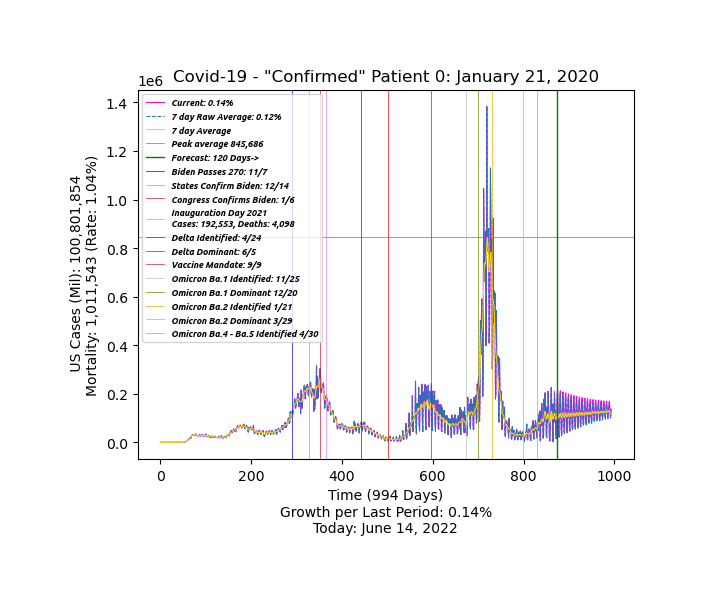 Covid-19 - "Confirmed" Patient 0: January 21, 2020
1e6
Current: 0.14%
7 day Raw Average: 0.12%
7 day Average
Peak average 845,686
Forecast: 120 Days->
Biden Passes 270: 11/7
States Confirm Biden: 12/14
Congress Confirms Biden: 1/6
Inauguration Day 2021
Cases: 192,553, Deaths: 4,098
Delta Identified: 4/24
Delta Dominant: 6/5
Vaccine Mandate: 9/9
Omicron Ba.1 Identified: 11/25
Omicron Ba.1 Dominant 12/20
Omicron Ba.2 Identified 1/21
Omicron Ba.2 Dominant 3/29
Omicron Ba.4 - Ba.5 Identified 4/30
1.4
1.2
1.0
0.8
0.6
0.4
0.2
0.0
US Cases (Mil): 100,801,854
Mortality: 1,011,543 (Rate: 1.04%)
0 200 400 600 800 1000
Time (994 Days)
Growth per Last Period: 0.14%
Today: June 14, 2022